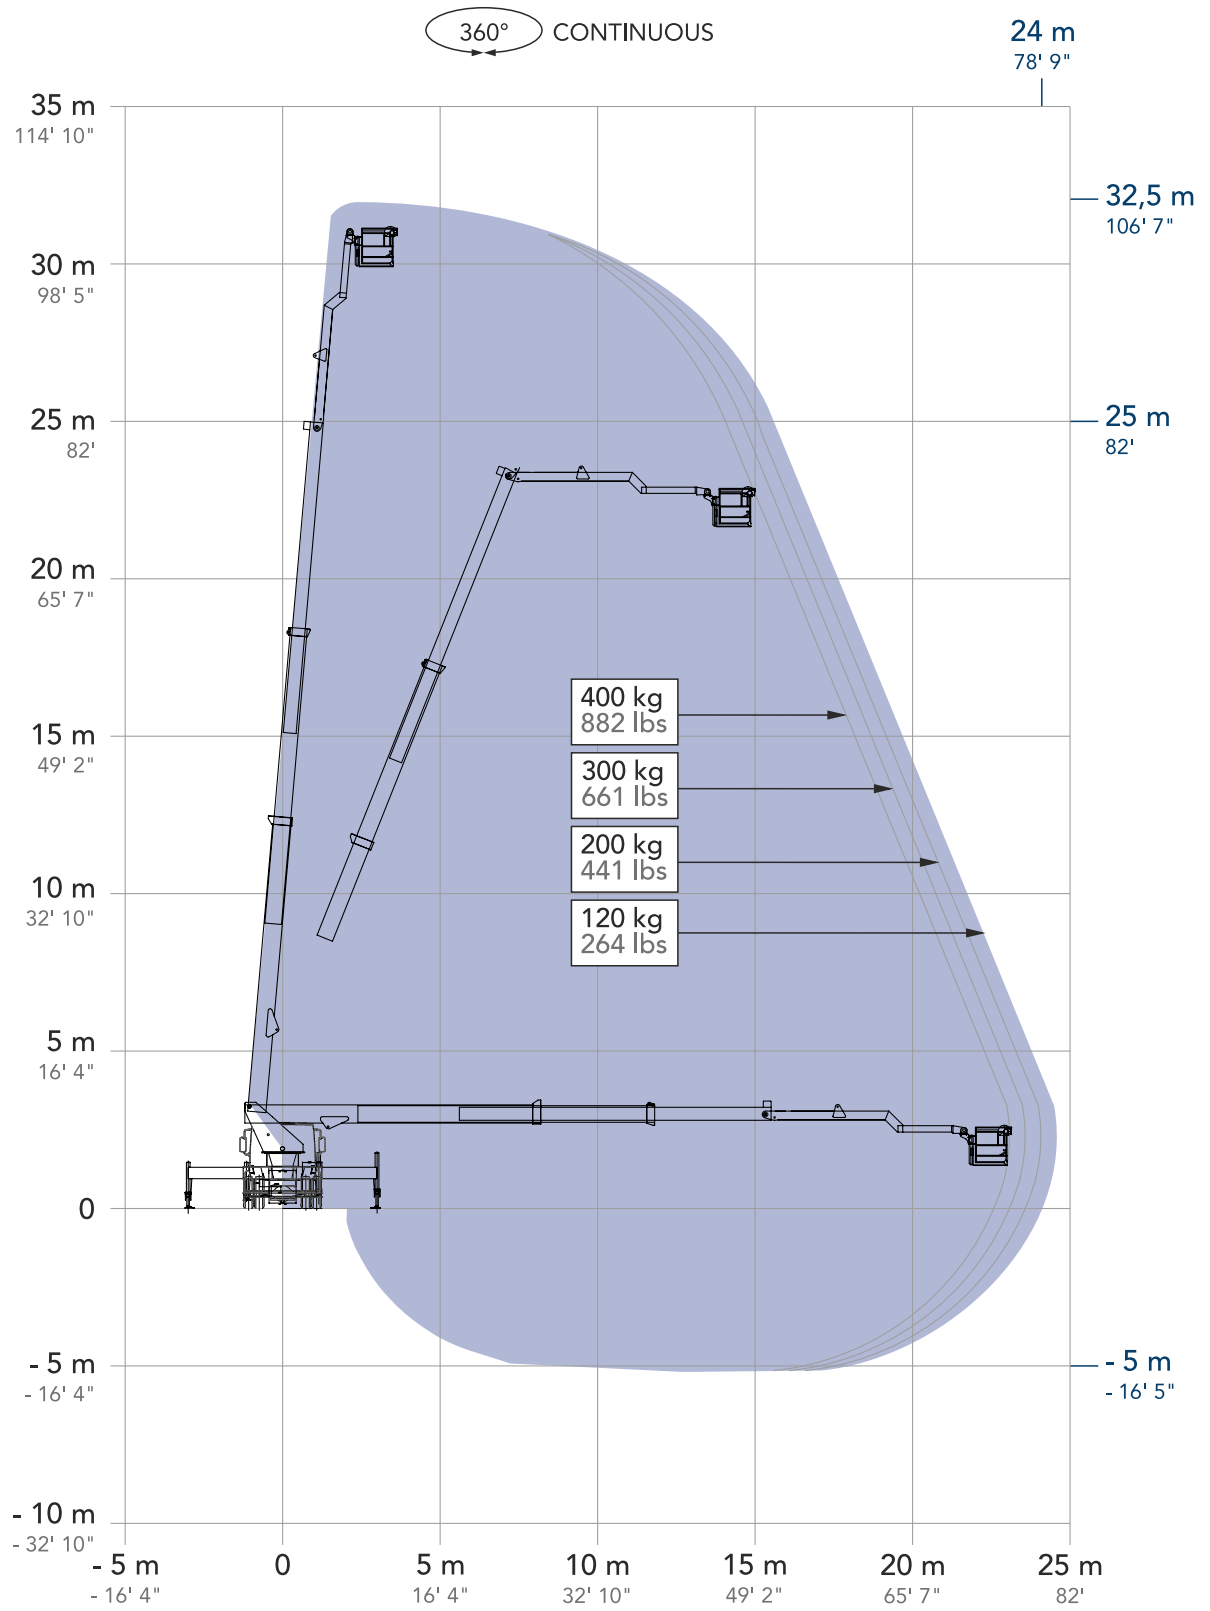 360° CONTINUOUS
24 m
78' 9"
35 m
114' 10"
32,5 m
106' 7"
30 m
98' 5"
25 m
82'
25 m
82'
20 m
65' 7"
400 kg
882 lbs
15 m
49' 2"
300 kg
661 lbs
200 kg
441 lbs
10 m
32' 10"
120 kg
264 lbs
5 m
16' 4"
0
- 5 m
- 16' 4"
- 5 m
- 16' 5"
- 10 m
- 32' 10"
- 5 m 0 5 m 10 m 15 m 20 m 25 m
- 16' 4" 16' 4" 32' 10" 49' 2" 65' 7" 82'